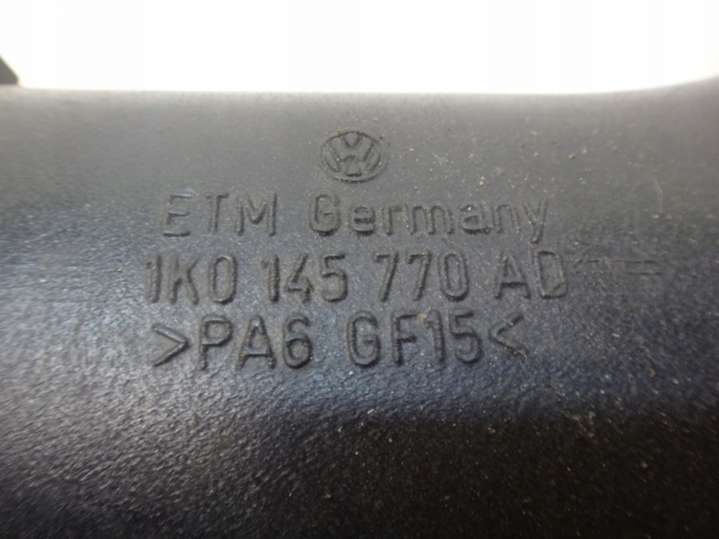 ETM Germany
1K0 145 770 AD
>PA6 GF15<